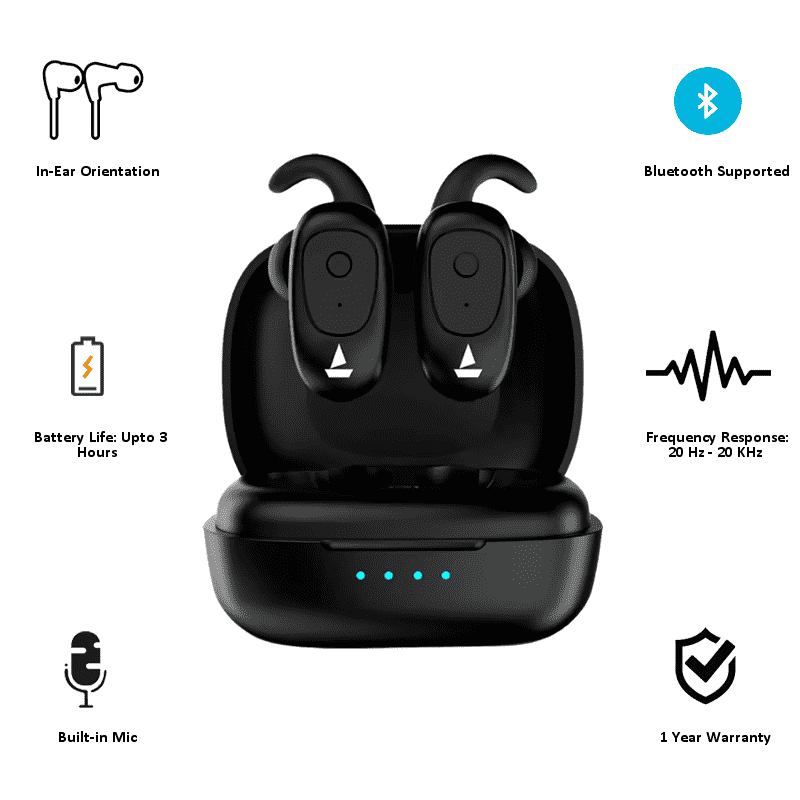 In-Ear Orientation
Bluetooth Supported
Battery Life: Upto 3
Hours
Frequency Response:
20 Hz - 20 KHz
Built-in Mic
1 Year Warranty